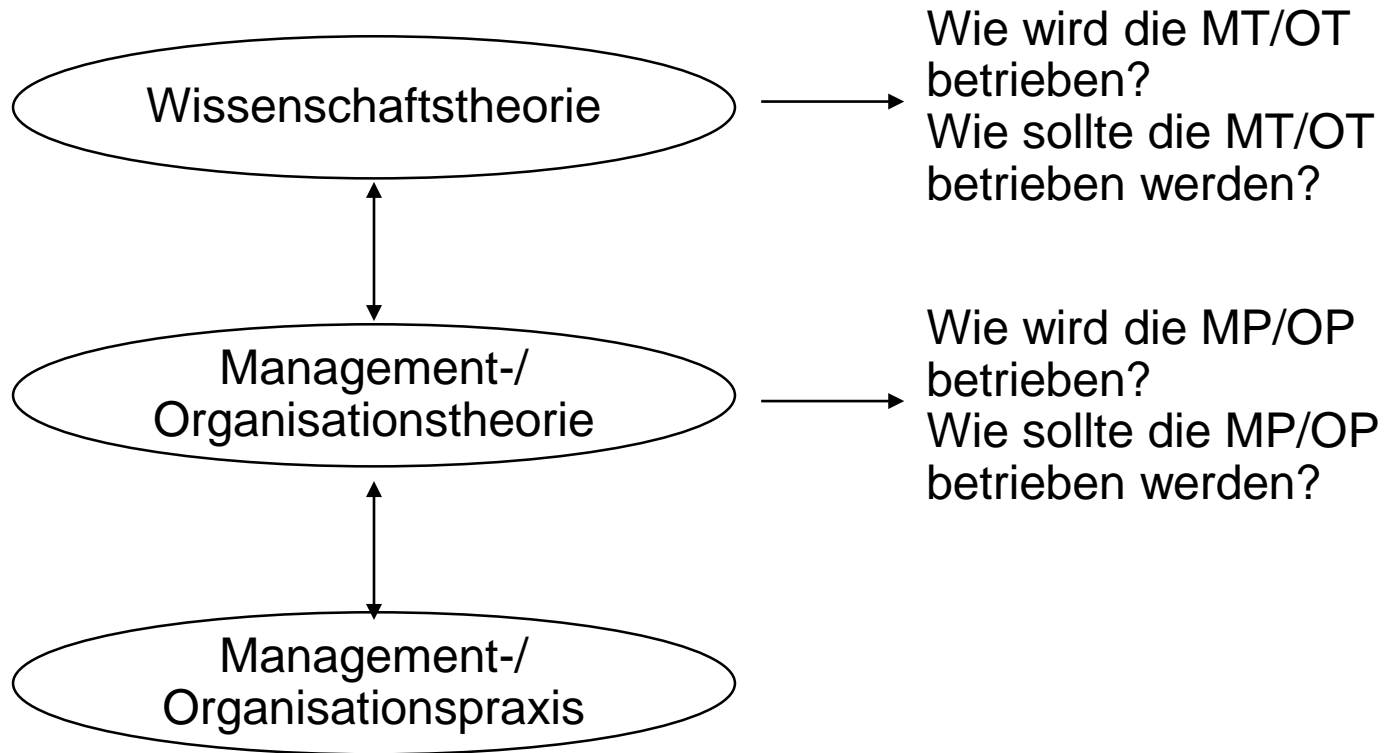 Wissenschaftstheorie
Wie wird die MT/OT
betrieben?
Wie sollte die MT/OT
betrieben werden?
Management-/
Organisationstheorie
Wie wird die MP/OP
betrieben?
Wie sollte die MP/OP
betrieben werden?
Management-/
Organisationspraxis